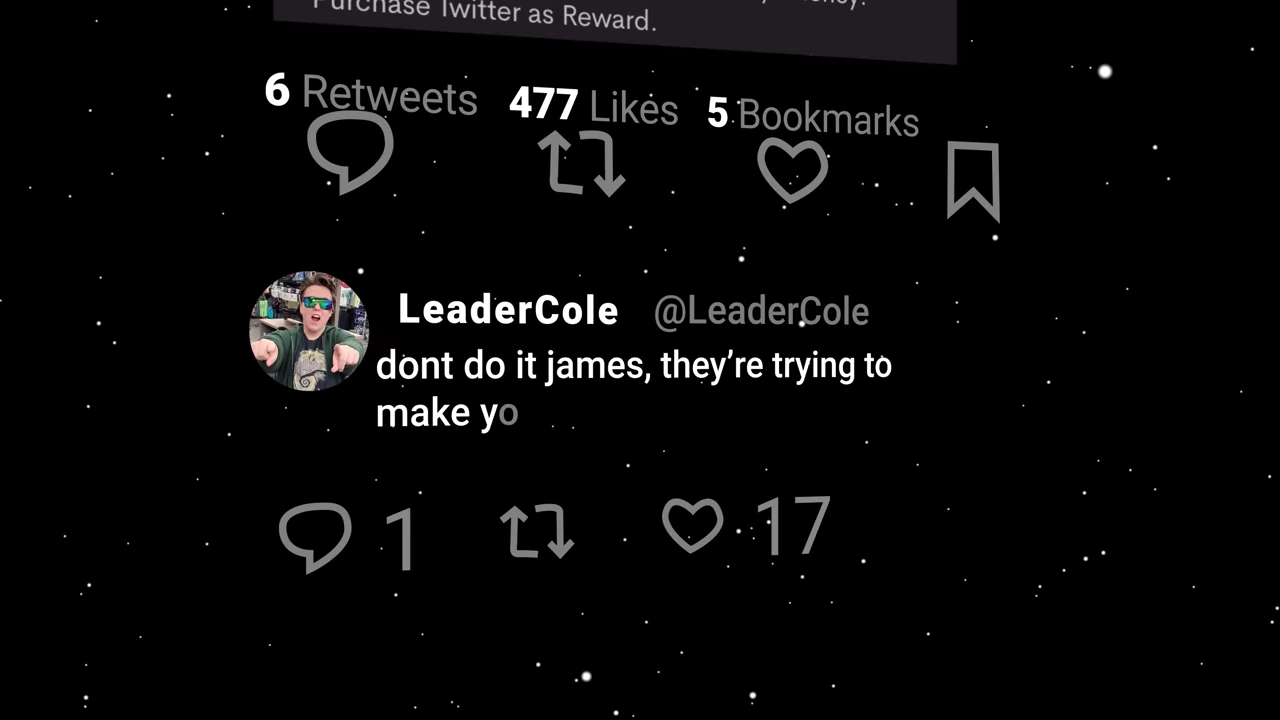 Purchase Twitter as Reward.
6 Retweets 477 Likes 5 Bookmarks
LeaderCole @LeaderCole
dont do it james, they’re trying to
make yo
1 17